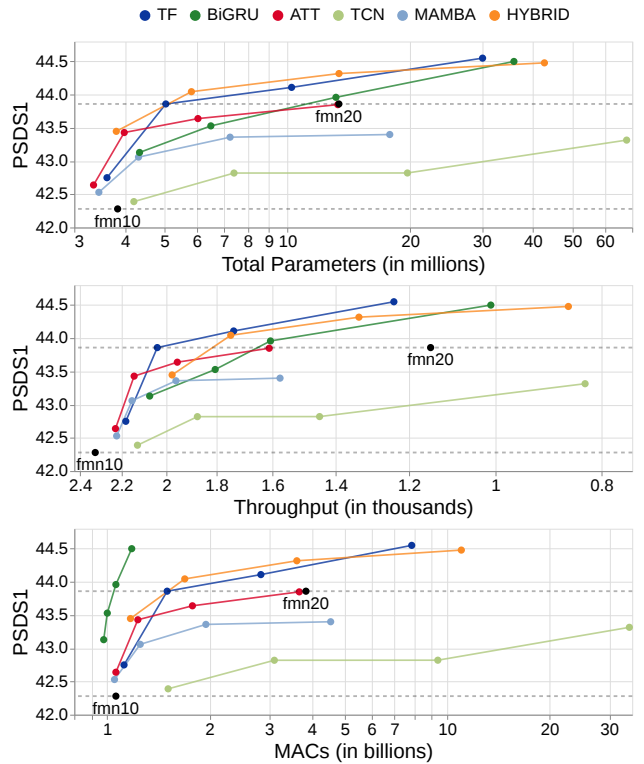 TF BiGRU ATT TCN MAMBA HYBRID
44.5
44.0
43.5
43.0
42.5
42.0
PSDS1
fmn20
fmn10
3 4 5 6 7 8 9 10 20 30 40 50 60
Total Parameters (in millions)
44.5
44.0
43.5
43.0
42.5
42.0
PSDS1
fmn20
fmn10
2.4 2.2 2 1.8 1.6 1.4 1.2 1 0.8
Throughput (in thousands)
44.5
44.0
43.5
43.0
42.5
42.0
PSDS1
fmn20
fmn10
1 2 3 4 5 6 7 10 20 30
MACs (in billions)